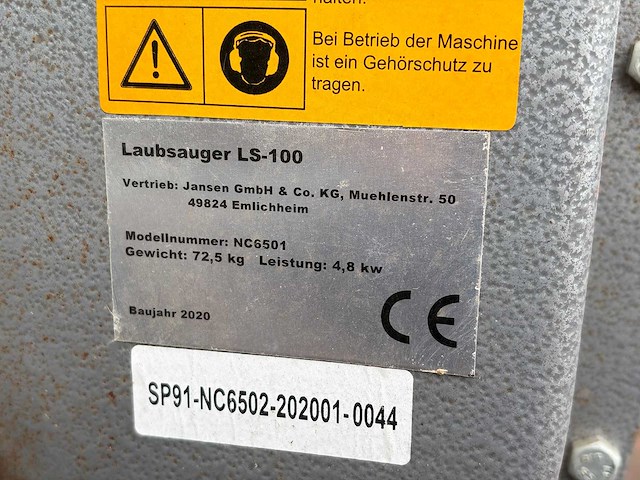 halten.
Bei Betrieb der Maschine
ist ein Gehörschutz zu
tragen.
Laubsauger LS-100
Vertrieb: Jansen GmbH & Co. KG, Muehlenstr. 50
49824 Emlichheim
Modellnummer: NC6501
Gewicht: 72,5 kg Leistung: 4,8 kw
Baujahr 2020
CE
SP91-NC6502-202001-0044